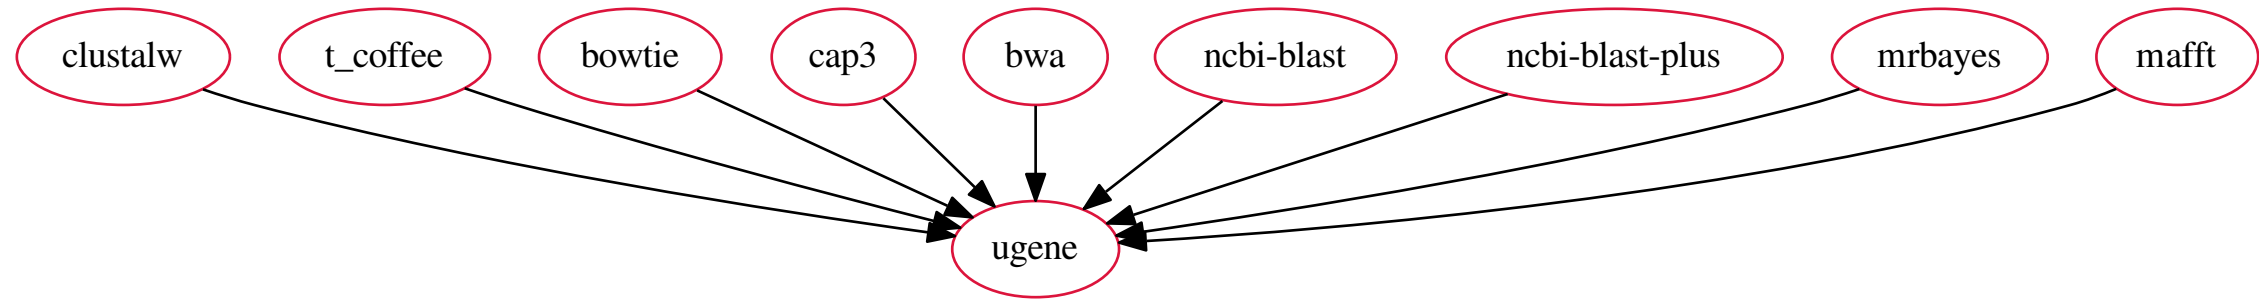 clustalw
t_coffee
bowtie
cap3
bwa
ncbi-blast
ncbi-blast-plus
mrbayes
mafft
ugene